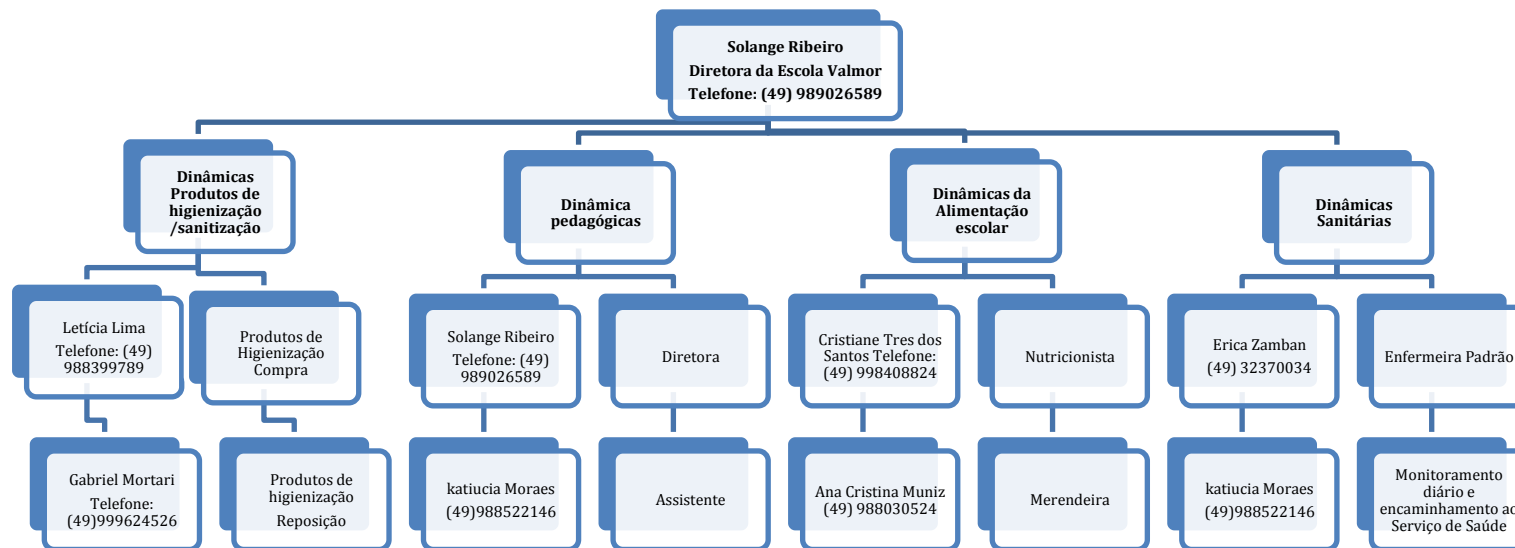 Solange Ribeiro
Diretora da Escola Valmor
Telefone: (49) 989026589
Dinâmicas
Produtos de
higienização
/sanitização
Dinâmica
pedagógicas
Dinâmicas da
Alimentação
escolar
Dinâmicas
Sanitárias
Letícia Lima
Telefone: (49)
988399789
Produtos de
Higienização
Compra
Solange Ribeiro
Telefone: (49)
989026589
Diretora
Cristiane Tres dos
Santos Telefone:
(49) 998408824
Nutricionista
Erica Zamban
(49) 32370034
Enfermeira Padrão
Gabriel Mortari
Telefone:
(49)999624526
Produtos de
higienização
Reposição
katiucia Moraes
(49)988522146
Assistente
Ana Cristina Muniz
(49) 988030524
Merendeira
katiucia Moraes
(49)988522146
Monitoramento
diário e
encaminhamento ao
Serviço de Saúde